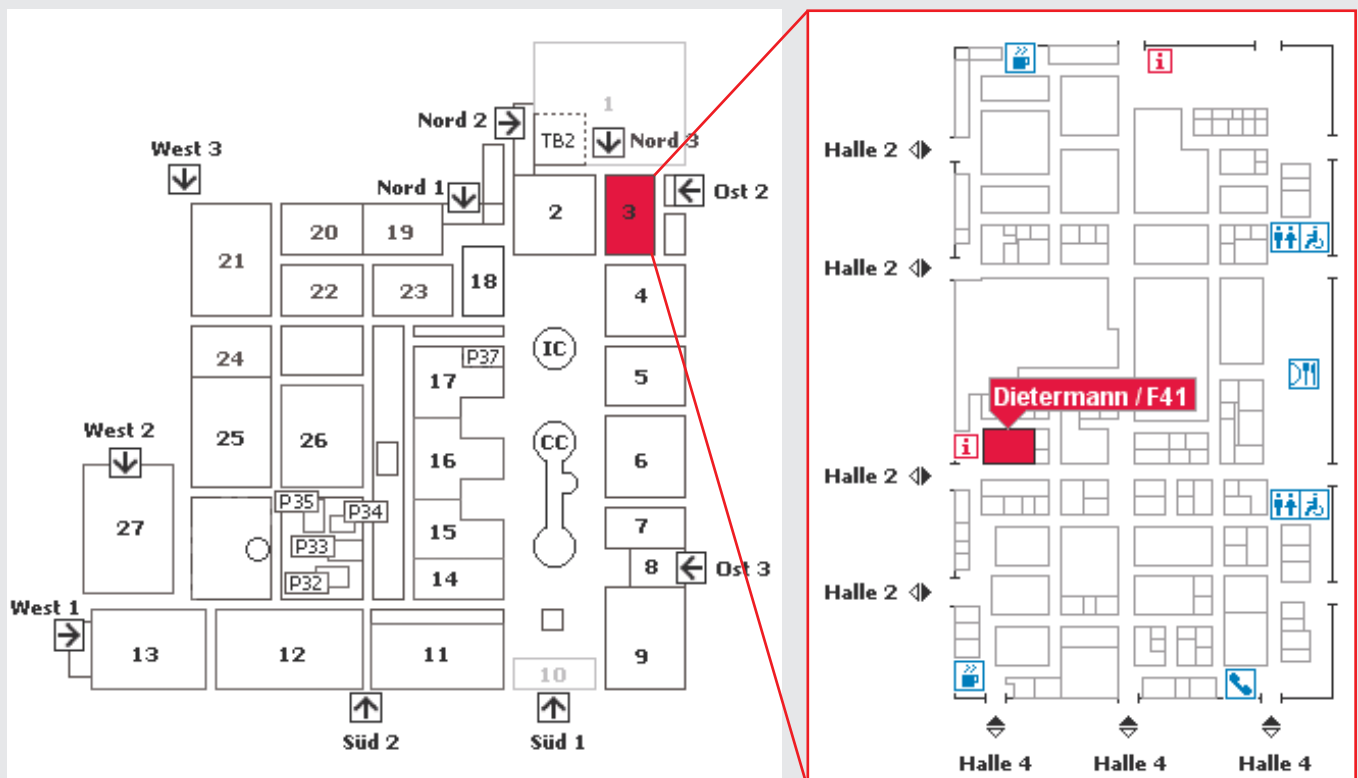 1
Nord 2
TB2
Nord 3
West 3
Nord 1
Ost 2
2
3
20
19
21
18
22
23
4
IC
24
P37
17
5
West 2
25
26
CC
16
6
P35
P34
27
15
7
P33
8
Ost 3
P32
14
West 1
13
12
11
10
9
Süd 2
Süd 1
i
Halle 2
Halle 2
Dietermann / F41
i
Halle 2
Halle 2
Halle 4
Halle 4
Halle 4